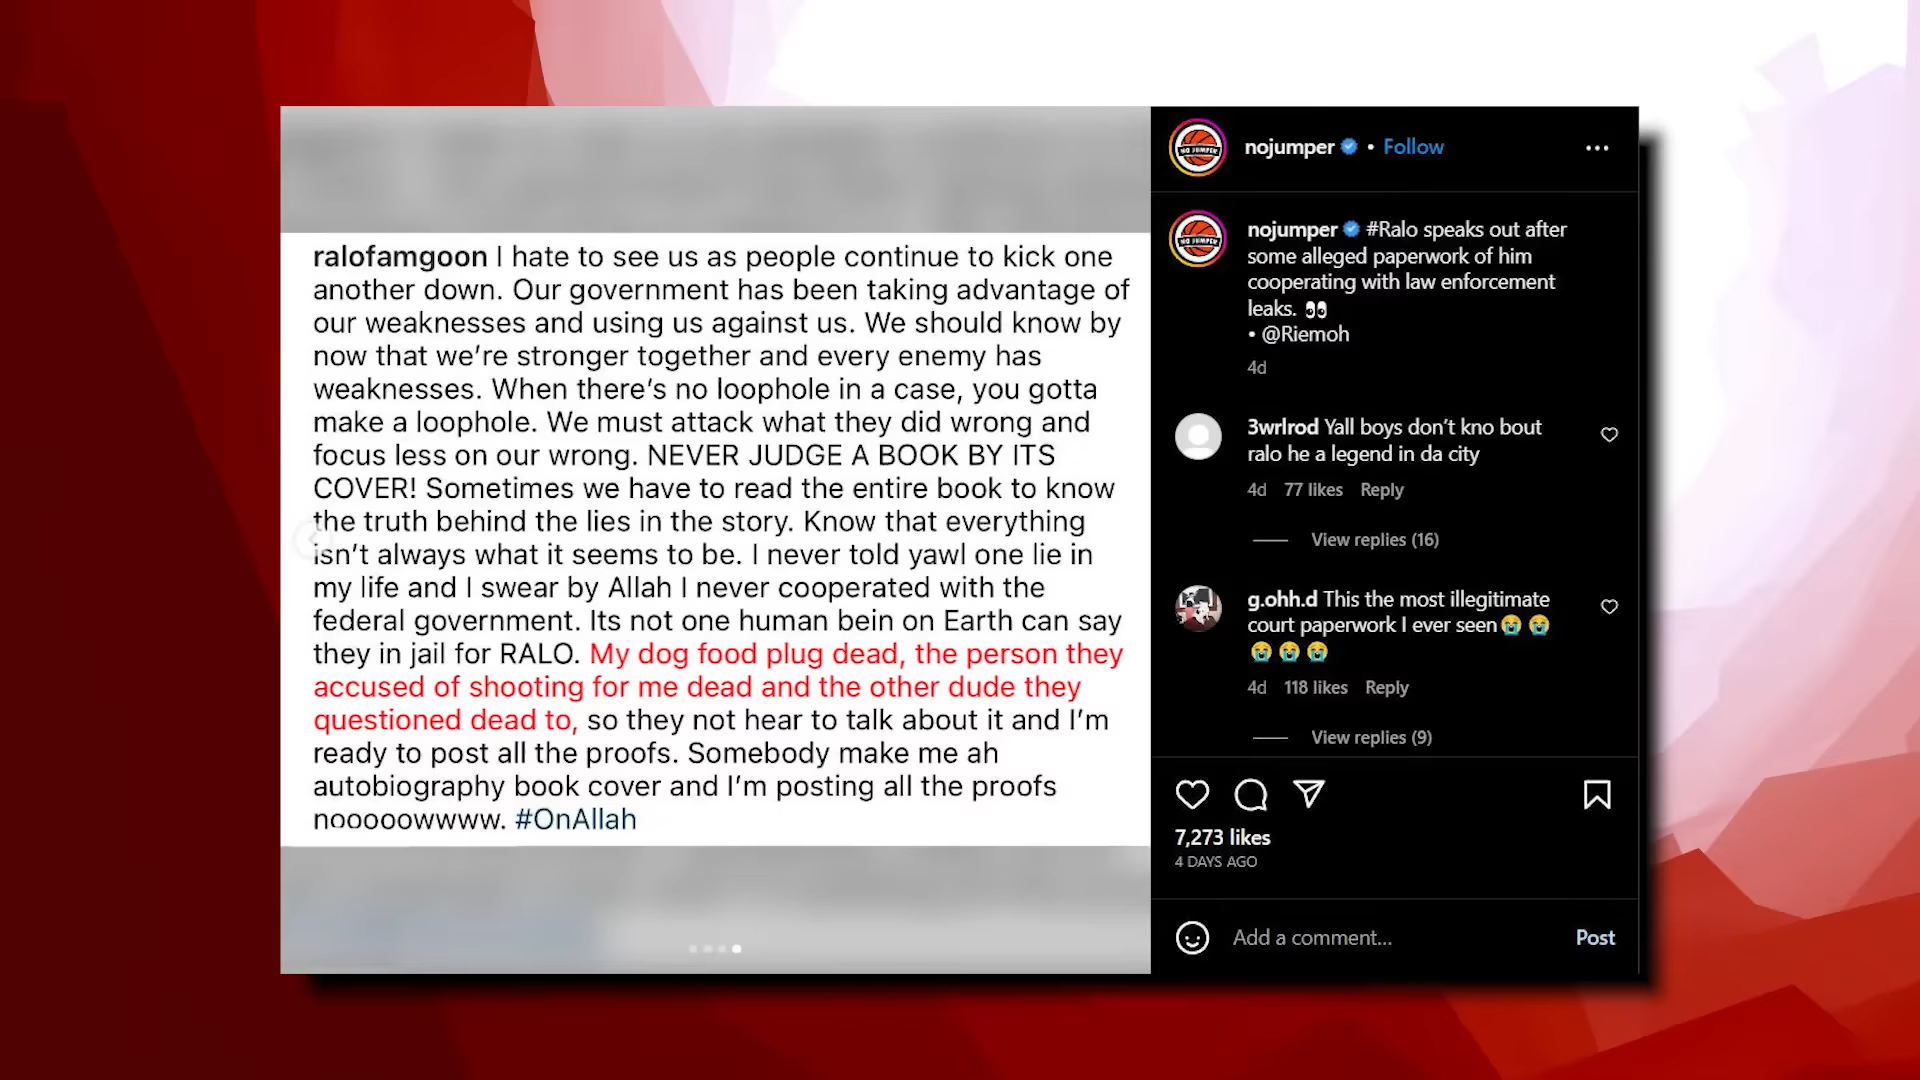 ralofamgoon I hate to see us as people continue to kick one
another down. Our government has been taking advantage of
our weaknesses and using us against us. We should know by
now that we're stronger together and every enemy has
weaknesses. When there's no loophole in a case, you gotta
make a loophole. We must attack what they did wrong and
focus less on our wrong. NEVER JUDGE A BOOK BY ITS
COVER! Sometimes we have to read the entire book to know
the truth behind the lies in the story. Know that everything
isn't always what it seems to be. I never told yawl one lie in
my life and I swear by Allah I never cooperated with the
federal government. Its not one human bein on Earth can say
they in jail for RALO. My dog food plug dead, the person they
accused of shooting for me dead and the other dude they
questioned dead to, so they not hear to talk about it and I'm
ready to post all the proofs. Somebody make me ah
autobiography book cover and I'm posting all the proofs
nooooowwww. #OnAllah
NO JUMPER
nojumper • Follow
NO JUMPER
nojumper #Ralo speaks out after
some alleged paperwork of him
cooperating with law enforcement
leaks. 👀
• @Riemoh
4d
3wrlrod Yall boys don't kno bout
ralo he a legend in da city
4d 77 likes Reply
View replies (16)
g.ohh.d This the most illegitimate
court paperwork I ever seen😭 😭
😭 😭 😭
4d 118 likes Reply
View replies (9)
7,273 likes
4 DAYS AGO
Add a comment...
Post